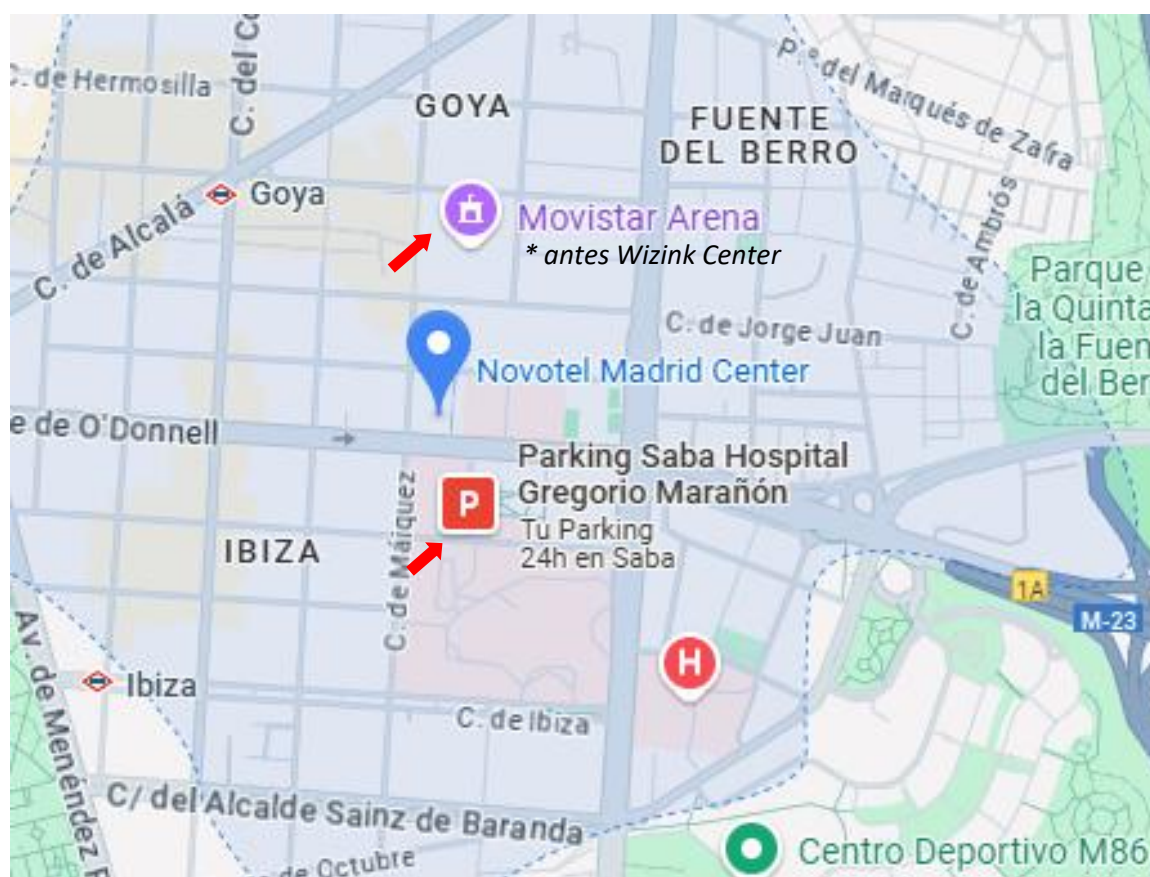 C. de Hermosilla
C. del Co
GOYA
P.º del Marqués de Zafra
FUENTE
DEL BERRO
Goya
C. de Alcalá
Movistar Arena
* antes Wizink Center
C. de Ambrós
Parque
la Quinta
la Fuen
del Ber
C. de Jorge Juan
Novotel Madrid Center
e de O'Donnell
Parking Saba Hospital
Gregorio Marañón
Tu Parking
24h en Saba
P
C. de Máiquez
IBIZA
1A
M-23
H
Av. de Menéndez P
Ibiza
C. de Ibiza
C/ del Alcalde Sainz de Baranda
de Octubre
Centro Deportivo M86